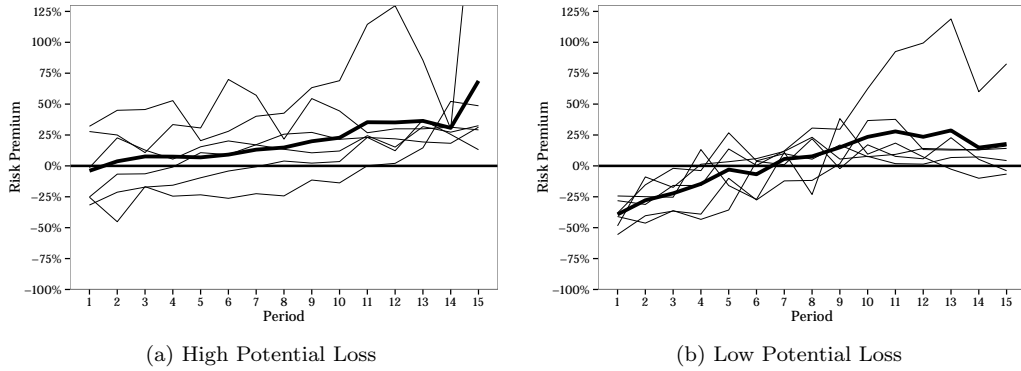 125%
100%
75%
50%
25%
0%
−25%
−50%
−75%
−100%
Risk Premium
1 2 3 4 5 6 7 8 9 10 11 12 13 14 15
Period
(a) High Potential Loss
125%
100%
75%
50%
25%
0%
−25%
−50%
−75%
−100%
Risk Premium
1 2 3 4 5 6 7 8 9 10 11 12 13 14 15
Period
(b) Low Potential Loss